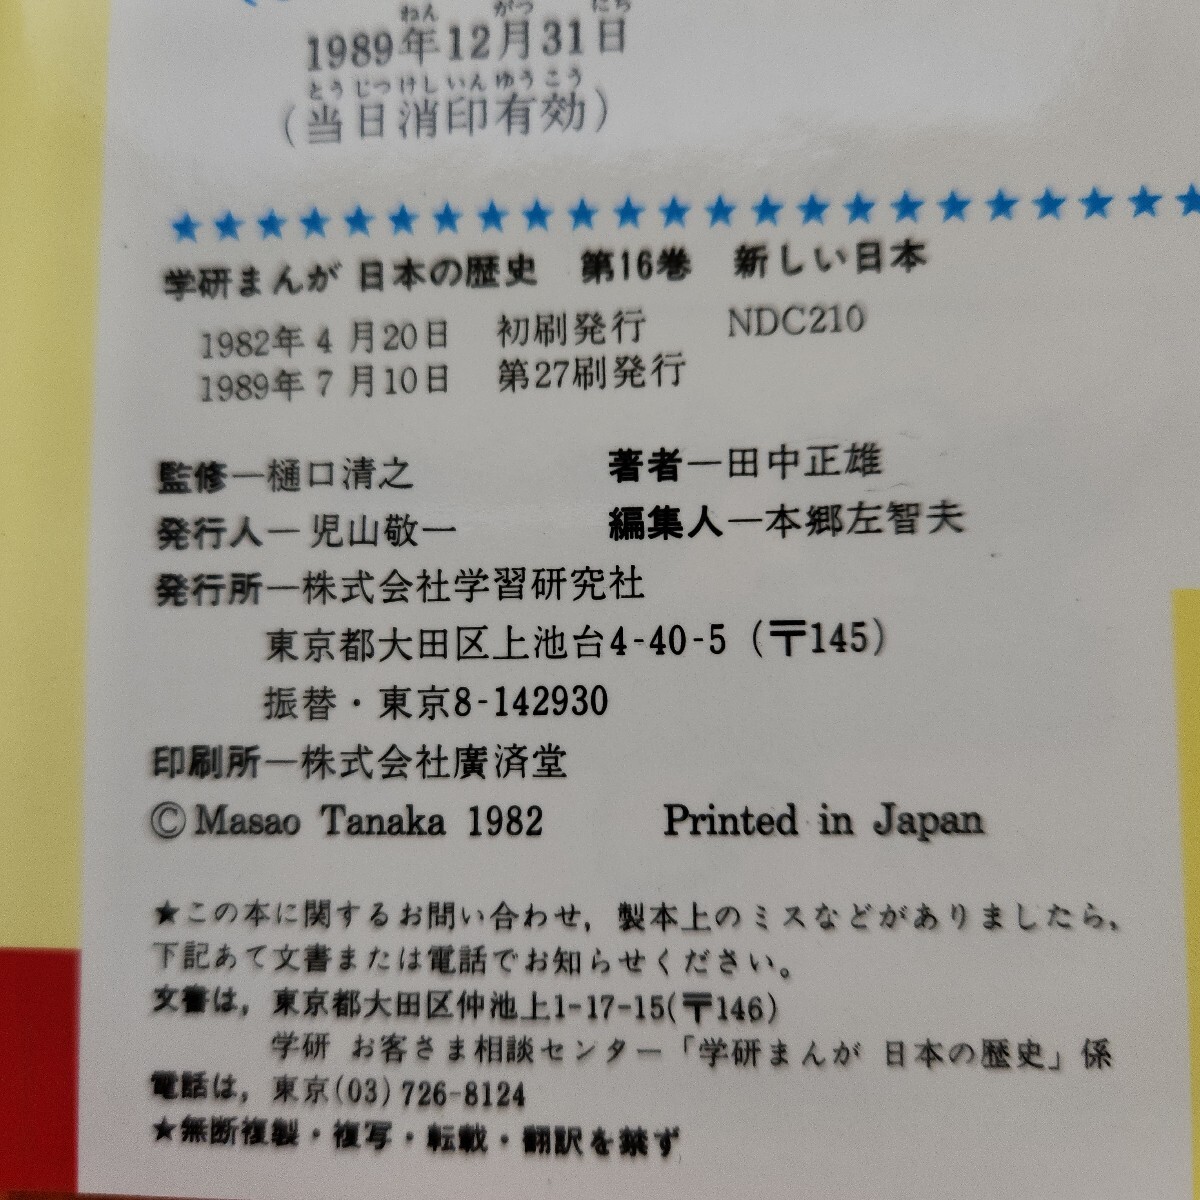 1989年12月31日
(当日消印有効)
学研まんが 日本の歴史 第16巻 新しい日本
1982年4月20日 初刷発行 NDC210
1989年7月10日 第27刷発行
監修—樋口清之 著者—田中正雄
発行人—児山敬一 編集人—本郷左智夫
発行所—株式会社学習研究社
東京都大田区上池台4-40-5(〒145)
振替・東京8-142930
印刷所—株式会社廣済堂
©Masao Tanaka 1982 Printed in Japan
★この本に関するお問い合わせ,製本上のミスなどがありましたら,
下記あて文書または電話でお知らせください。
文書は,東京都大田区仲池上1-17-15(〒146)
学研 お客さま相談センター「学研まんが 日本の歴史」係
電話は,東京(03)726-8124
★無断複製・複写・転載・翻訳を禁ず